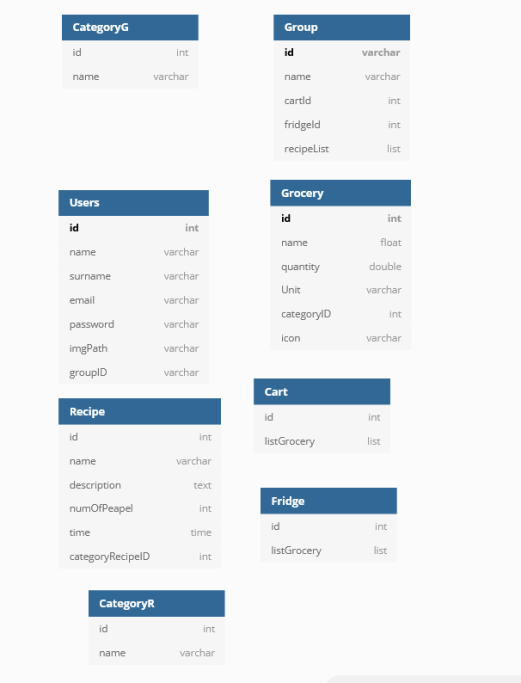 CategoryG
id int
name varchar
Group
id varchar
name varchar
cartId int
fridgeId int
recipeList list
Users
id int
name varchar
surname varchar
email varchar
password varchar
imgPath varchar
groupID varchar
Grocery
id int
name float
quantity double
Unit varchar
categoryID int
icon varchar
Recipe
id int
name varchar
description text
numOfPeapel int
time time
categoryRecipeID int
Cart
id int
listGrocery list
Fridge
id int
listGrocery list
CategoryR
id int
name varchar